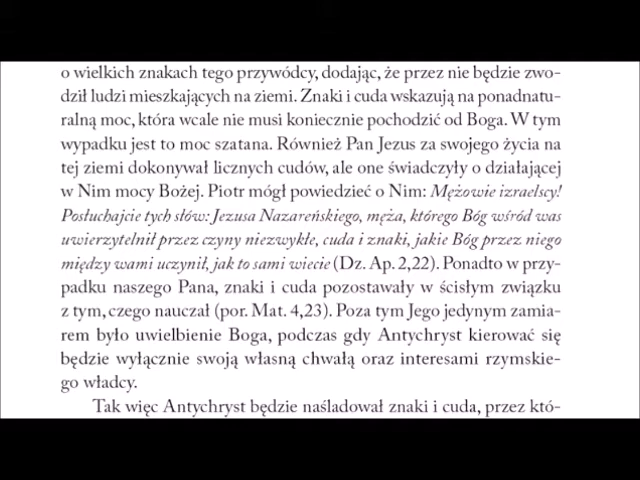 o wielkich znakach tego przywódcy, dodając, że przez nie będzie zwo-
dził ludzi mieszkających na ziemi. Znaki i cuda wskazują na ponadnatu-
ralną moc, która wcale nie musi koniecznie pochodzić od Boga. W tym
wypadku jest to moc szatana. Również Pan Jezus za swojego życia na
tej ziemi dokonywał licznych cudów, ale one świadczyły o działającej
w Nim mocy Bożej. Piotr mógł powiedzieć o Nim: Mężowie izraelscy!
Posłuchajcie tych słów: Jezusa Nazareńskiego, męża, którego Bóg wśród was
uwierzytelnił przez czyny niezwykłe, cuda i znaki, jakie Bóg przez niego
między wami uczynił, jak to sami wiecie (Dz. Ap. 2,22). Ponadto w przy-
padku naszego Pana, znaki i cuda pozostawały w ścisłym związku
z tym, czego nauczał (por. Mat. 4,23). Poza tym Jego jedynym zamia-
rem było uwielbienie Boga, podczas gdy Antychryst kierować się
będzie wyłącznie swoją własną chwałą oraz interesami rzymskie-
go władcy.
Tak więc Antychryst będzie naśladował znaki i cuda, przez któ-